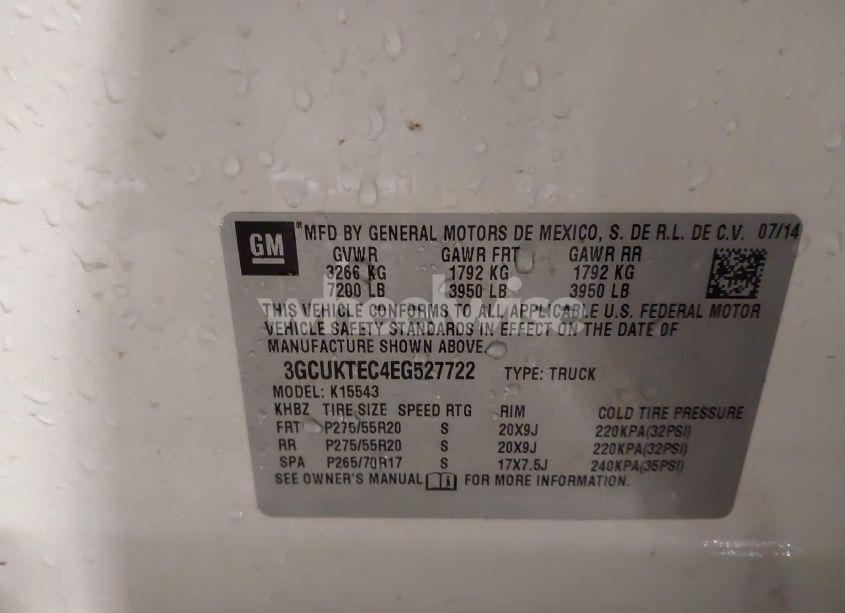 GM
®MFD BY GENERAL MOTORS DE MEXICO, S. DE R.L. DE C.V. 07/14
GVWR GAWR FRT GAWR RR
3266 KG 1792 KG 1792 KG
7200 LB 3950 LB 3950 LB
THIS VEHICLE CONFORMS TO ALL APPLICABLE U.S. FEDERAL MOTOR
VEHICLE SAFETY STANDARDS IN EFFECT ON THE DATE OF
MANUFACTURE SHOWN ABOVE.
3GCUKTEC4EG527722 TYPE: TRUCK
MODEL: K15543
KHBZ TIRE SIZE SPEED RTG RIM COLD TIRE PRESSURE
FRT P275/55R20 S 20X9J 220KPA(32PSI)
RR P275/55R20 S 20X9J 220KPA(32PSI)
SPA P265/70R17 S 17X7.5J 240KPA(35PSI)
SEE OWNER'S MANUAL FOR MORE INFORMATION.